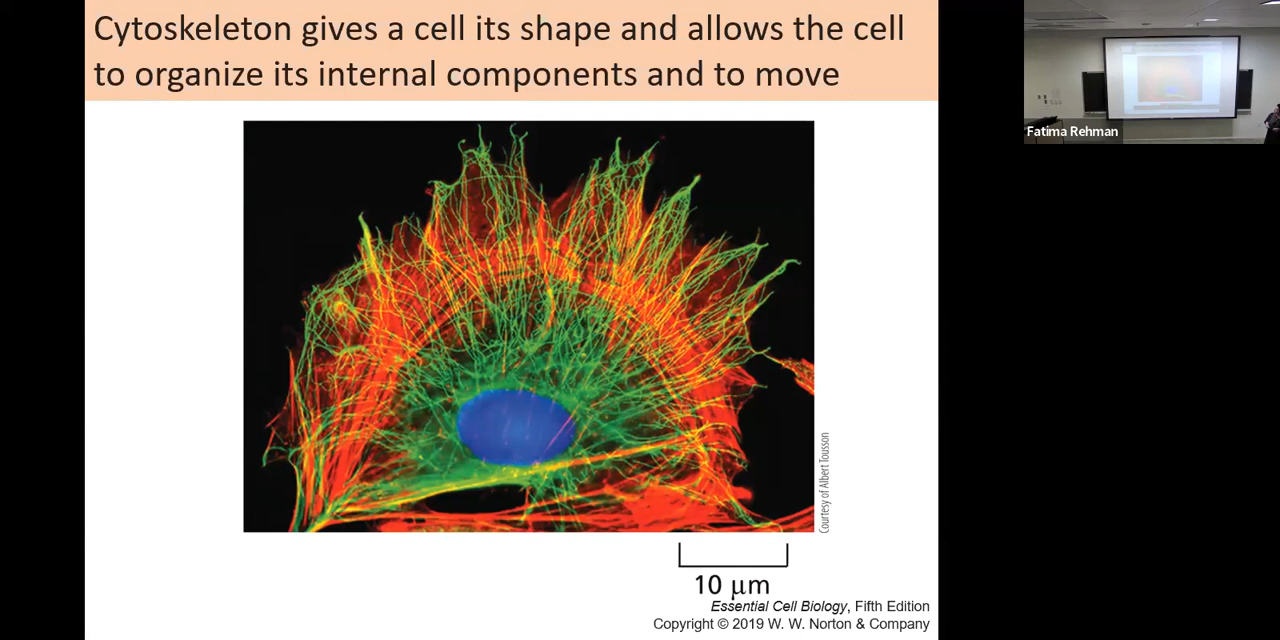 Cytoskeleton gives a cell its shape and allows the cell
to organize its internal components and to move
Fatima Rehman
Courtesy of Albert Tousson
10 μm
Essential Cell Biology, Fifth Edition
Copyright © 2019 W. W. Norton & Company